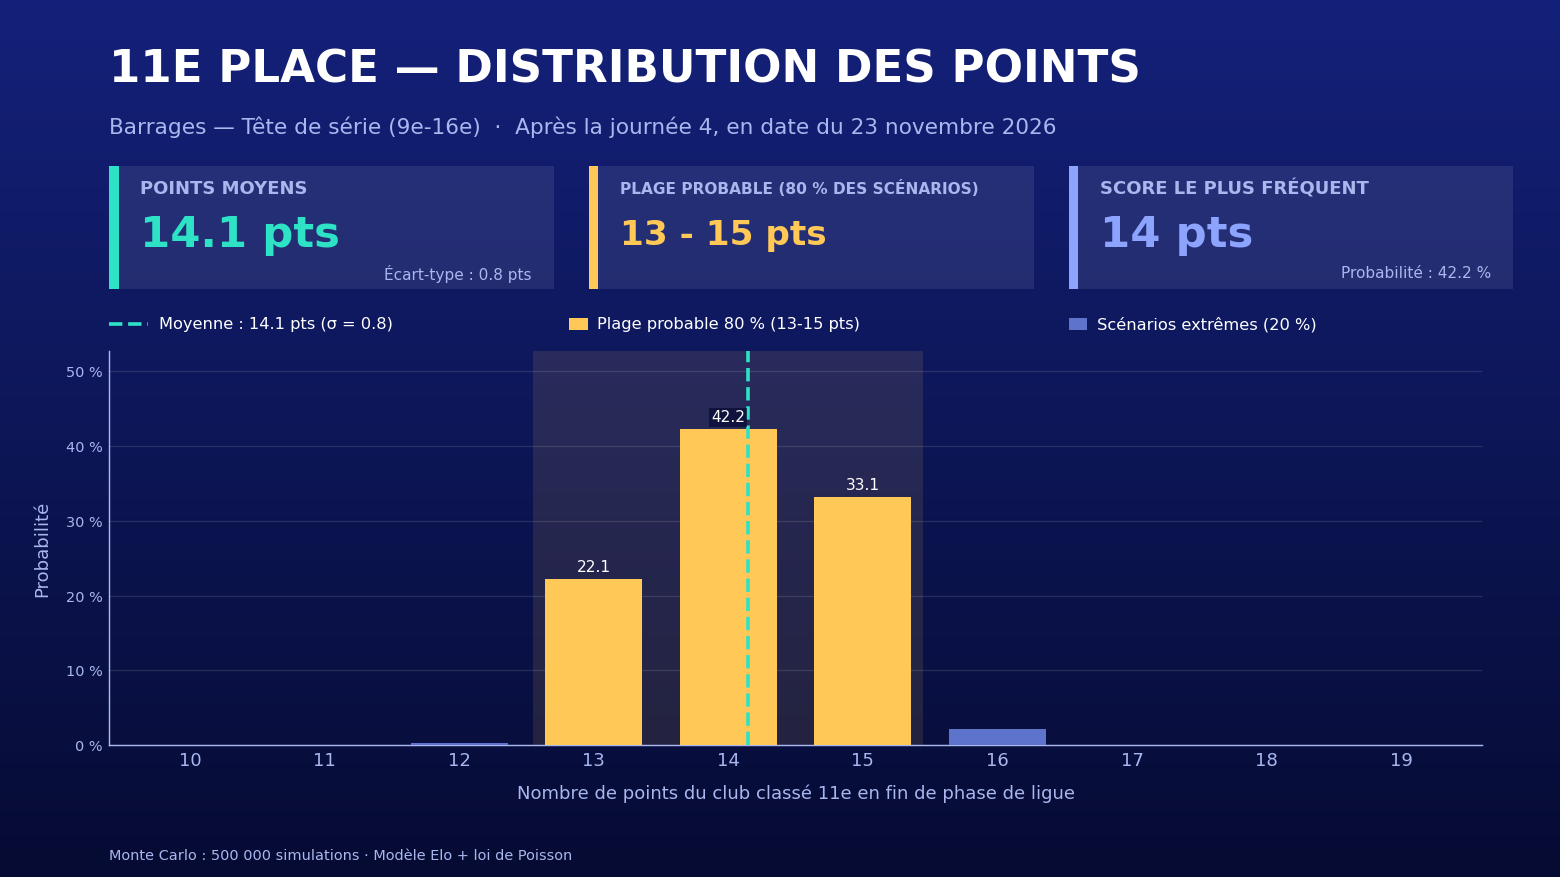 11E PLACE — DISTRIBUTION DES POINTS
Barrages — Tête de série (9e-16e) · Après la journée 4, en date du 23 novembre 2026
POINTS MOYENS
14.1 pts
Écart-type : 0.8 pts
PLAGE PROBABLE (80 % DES SCÉNARIOS)
13 - 15 pts
SCORE LE PLUS FRÉQUENT
14 pts
Probabilité : 42.2 %
Moyenne : 14.1 pts (σ = 0.8)
Plage probable 80 % (13-15 pts)
Scénarios extrêmes (20 %)
Probabilité
50 %
40 %
30 %
20 %
10 %
0 %
22.1
42.2
33.1
10 11 12 13 14 15 16 17 18 19
Nombre de points du club classé 11e en fin de phase de ligue
Monte Carlo : 500 000 simulations · Modèle Elo + loi de Poisson